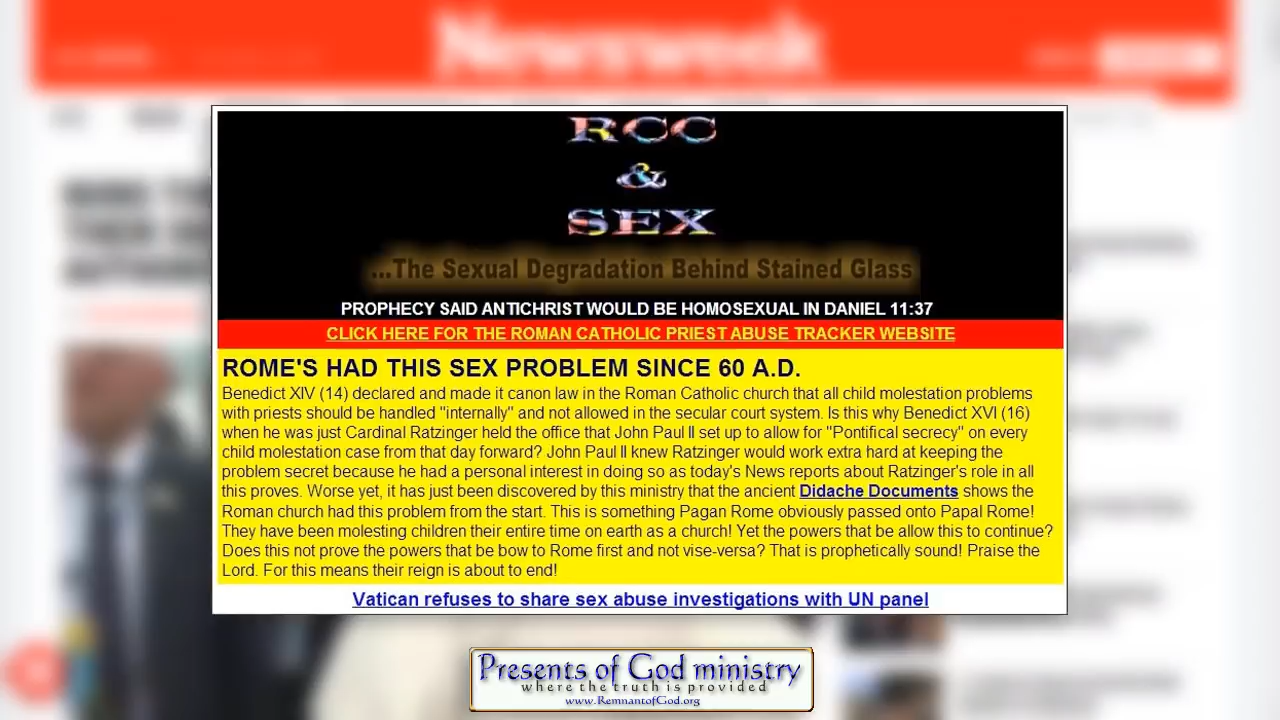 Newsweek
RCC
&
SEX
...The Sexual Degradation Behind Stained Glass
PROPHECY SAID ANTICHRIST WOULD BE HOMOSEXUAL IN DANIEL 11:37
CLICK HERE FOR THE ROMAN CATHOLIC PRIEST ABUSE TRACKER WEBSITE
ROME'S HAD THIS SEX PROBLEM SINCE 60 A.D.
Benedict XIV (14) declared and made it canon law in the Roman Catholic church that all child molestation problems
with priests should be handled "internally" and not allowed in the secular court system. Is this why Benedict XVI (16)
when he was just Cardinal Ratzinger held the office that John Paul II set up to allow for "Pontifical secrecy" on every
child molestation case from that day forward? John Paul II knew Ratzinger would work extra hard at keeping the
problem secret because he had a personal interest in doing so as today's News reports about Ratzinger's role in all
this proves. Worse yet, it has just been discovered by this ministry that the ancient Didache Documents shows the
Roman church had this problem from the start. This is something Pagan Rome obviously passed onto Papal Rome!
They have been molesting children their entire time on earth as a church! Yet the powers that be allow this to continue?
Does this not prove the powers that be bow to Rome first and not vise-versa? That is prophetically sound! Praise the
Lord. For this means their reign is about to end!
Vatican refuses to share sex abuse investigations with UN panel
Presents of God ministry
where the truth is provided
www.RemnantofGod.org